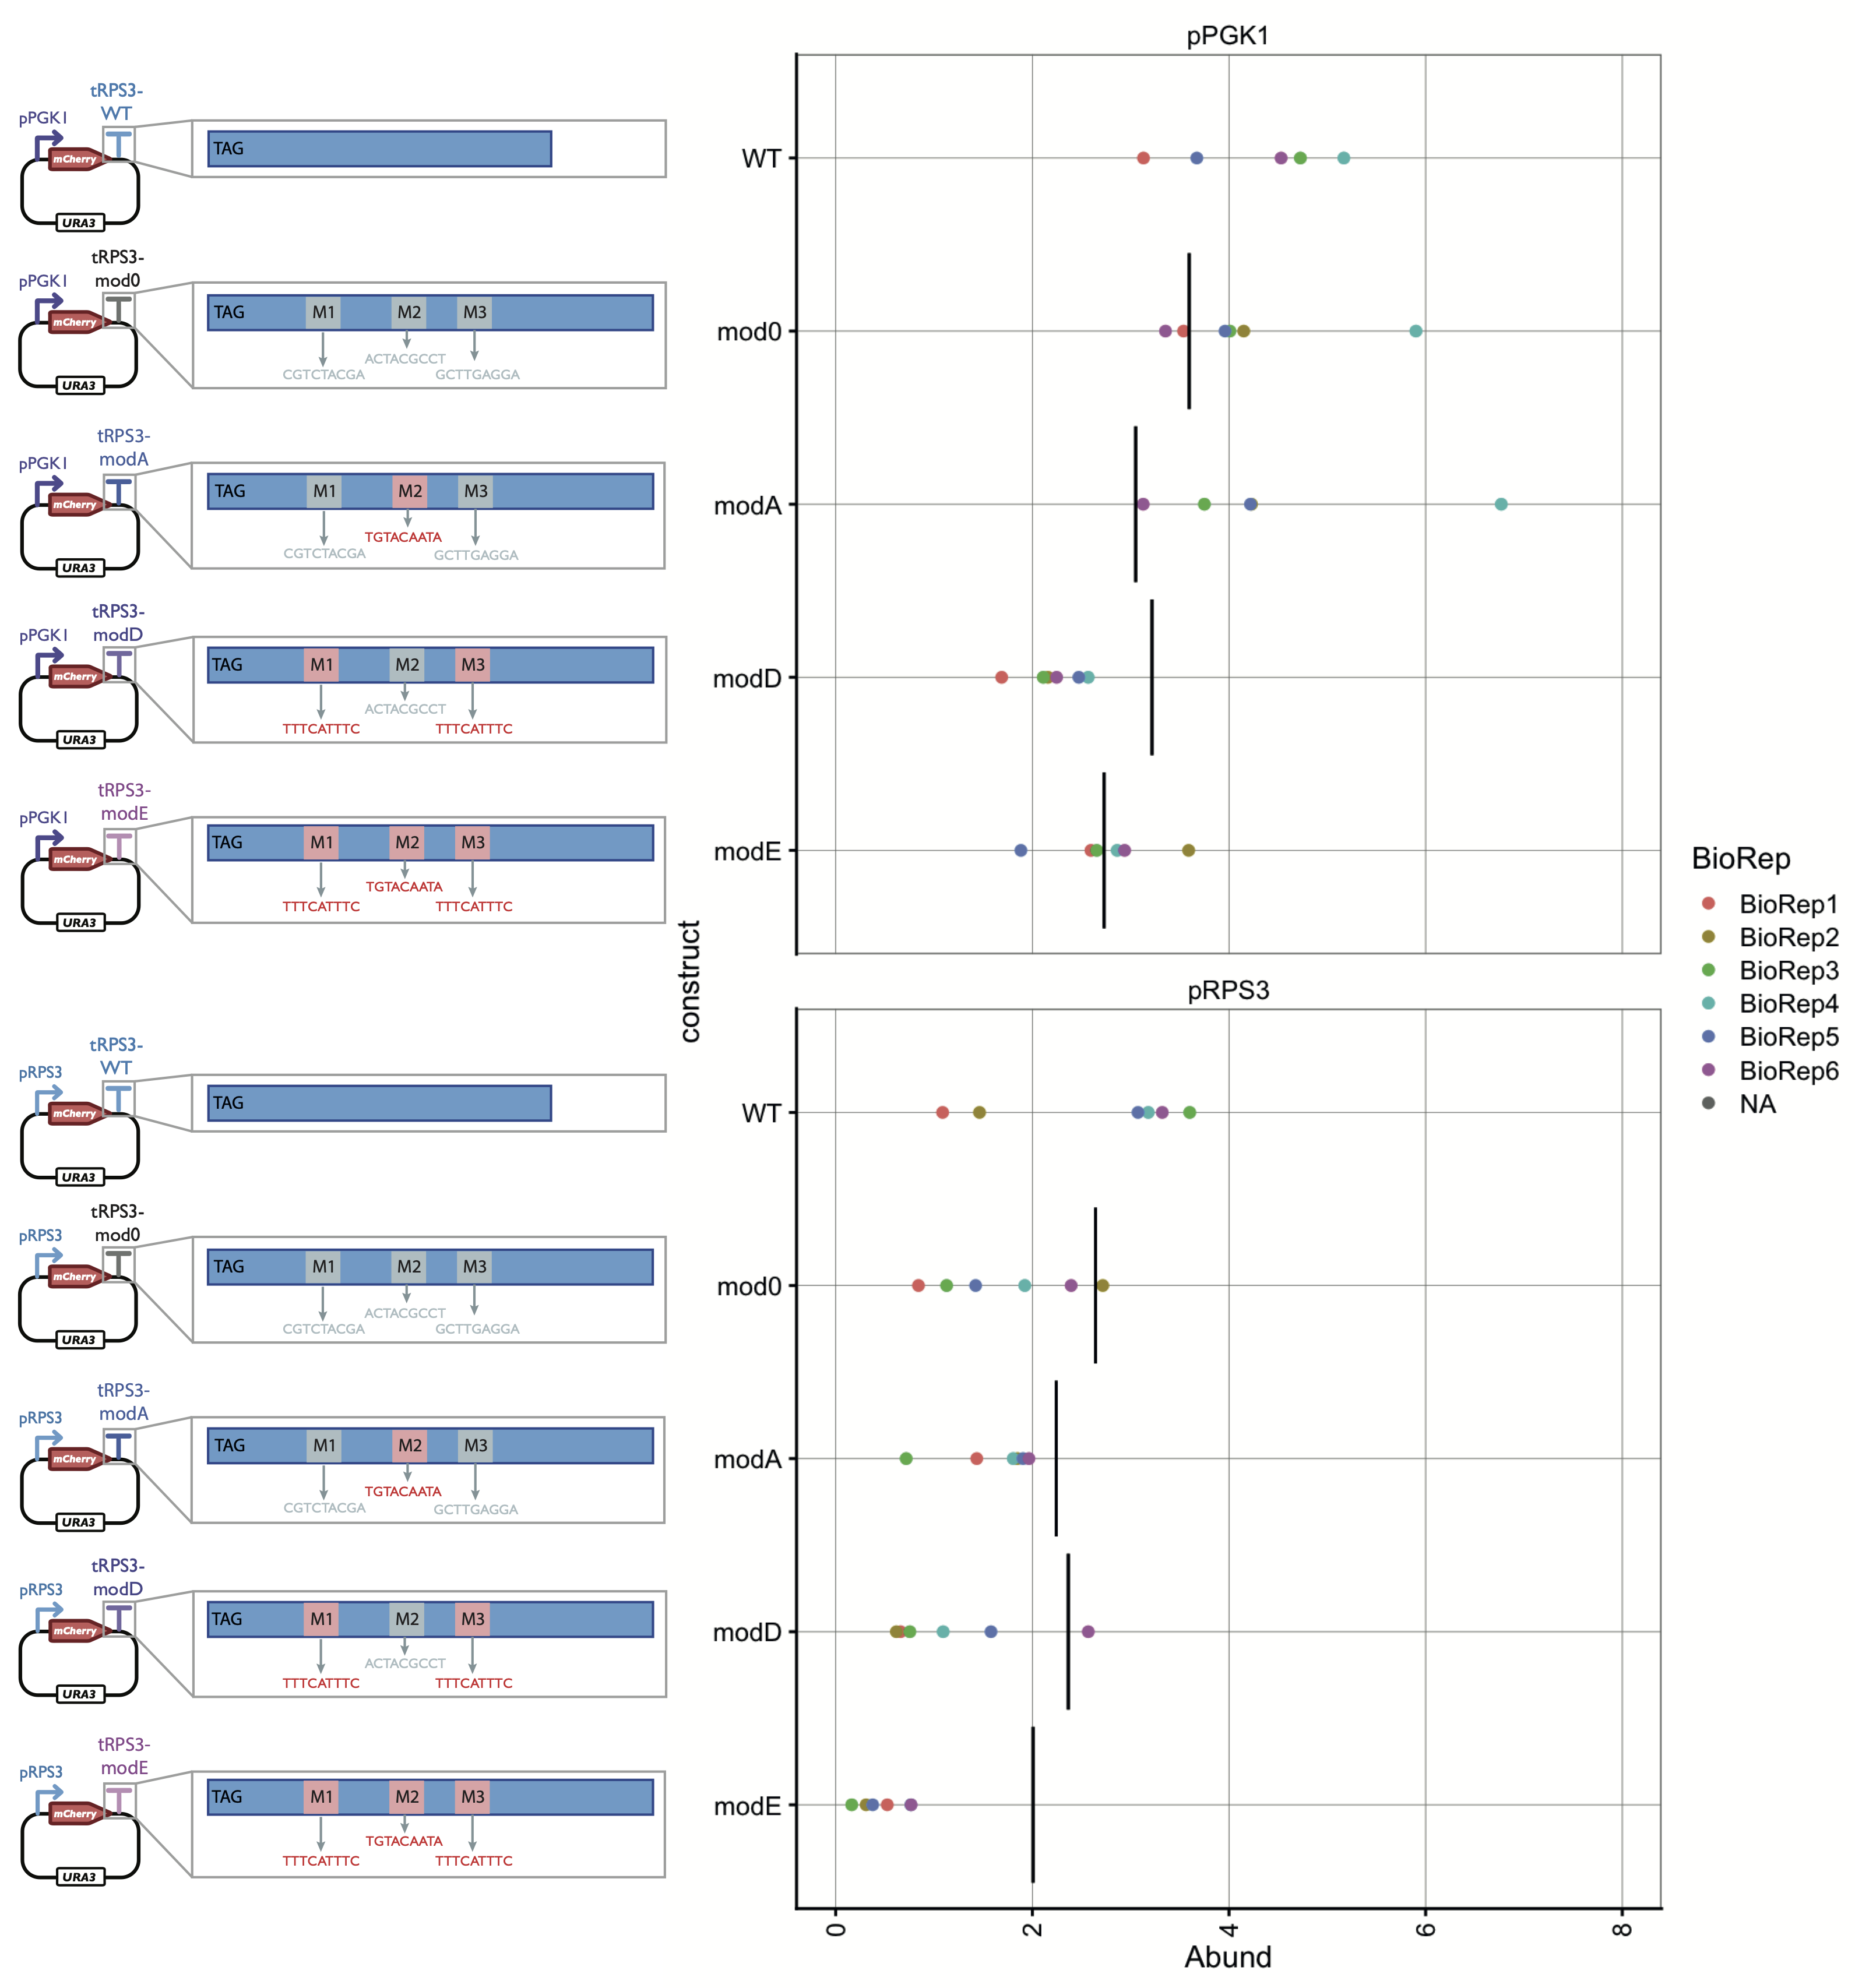 pPGK1
tRPS3-
WT
pPGK1
mCherry
TAG
URA3
WT
tRPS3-
mod0
pPGK1
mCherry
TAG
M1
M2
M3
ACTACGCCT
CGTCTACGA
GCTTGAGGA
URA3
mod0
tRPS3-
modA
pPGK1
mCherry
TAG
M1
M2
M3
TGTACAATA
CGTCTACGA
GCTTGAGGA
URA3
modA
tRPS3-
modD
pPGK1
mCherry
TAG
M1
M2
M3
ACTACGCCT
TTTCATTTC
TTTCATTTC
URA3
modD
tRPS3-
modE
pPGK1
mCherry
TAG
M1
M2
M3
TGTACAATA
TTTCATTTC
TTTCATTTC
URA3
modE
construct
BioRep
BioRep1
BioRep2
BioRep3
BioRep4
BioRep5
BioRep6
NA
pRPS3
tRPS3-
WT
pRPS3
mCherry
TAG
URA3
WT
tRPS3-
mod0
pRPS3
mCherry
TAG
M1
M2
M3
ACTACGCCT
CGTCTACGA
GCTTGAGGA
URA3
mod0
tRPS3-
modA
pRPS3
mCherry
TAG
M1
M2
M3
TGTACAATA
CGTCTACGA
GCTTGAGGA
URA3
modA
tRPS3-
modD
pRPS3
mCherry
TAG
M1
M2
M3
ACTACGCCT
TTTCATTTC
TTTCATTTC
URA3
modD
tRPS3-
modE
pRPS3
mCherry
TAG
M1
M2
M3
TGTACAATA
TTTCATTTC
TTTCATTTC
URA3
modE
0
2
4
6
8
Abund